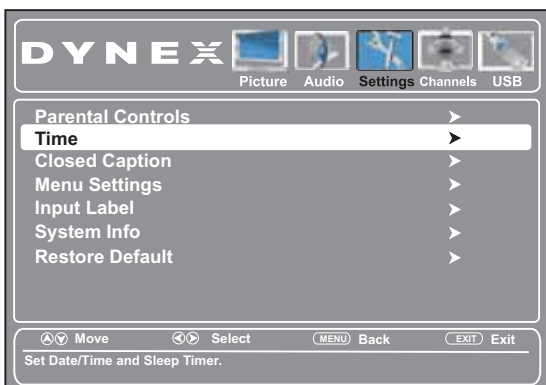 DYNEX
Picture Audio Settings Channels USB
Parental Controls
Time
Closed Caption
Menu Settings
Input Label
System Info
Restore Default
Move Select MENU Back EXIT Exit
Set Date/Time and Sleep Timer.